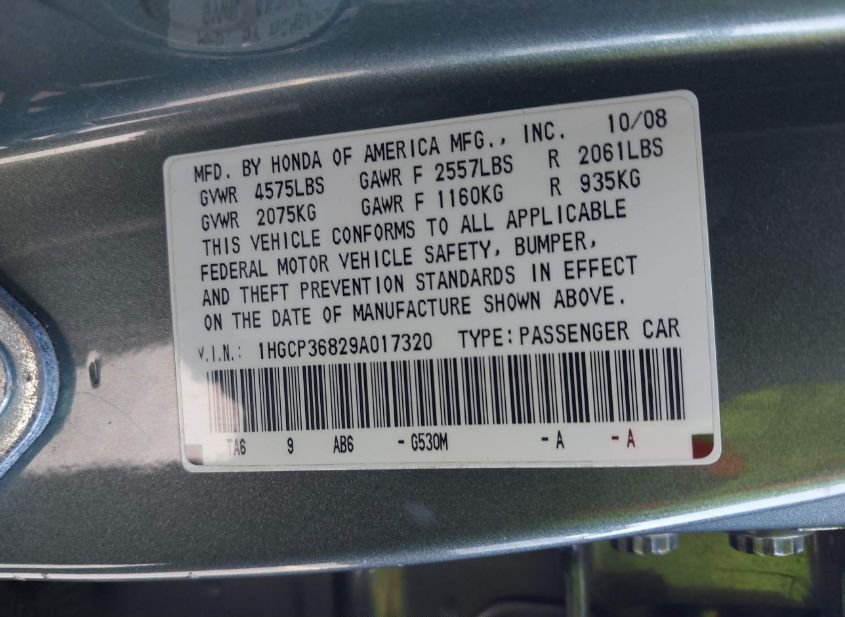 MFD. BY HONDA OF AMERICA MFG., INC. 10/08
GVWR 4575LBS GAWR F 2557LBS R 2061LBS
GVWR 2075KG GAWR F 1160KG R 935KG
THIS VEHICLE CONFORMS TO ALL APPLICABLE
FEDERAL MOTOR VEHICLE SAFETY, BUMPER,
AND THEFT PREVENTION STANDARDS IN EFFECT
ON THE DATE OF MANUFACTURE SHOWN ABOVE.
V.I.N.: 1HGCP36829A017320 TYPE:PASSENGER CAR
TA6 9 AB6 -G530M -A -A